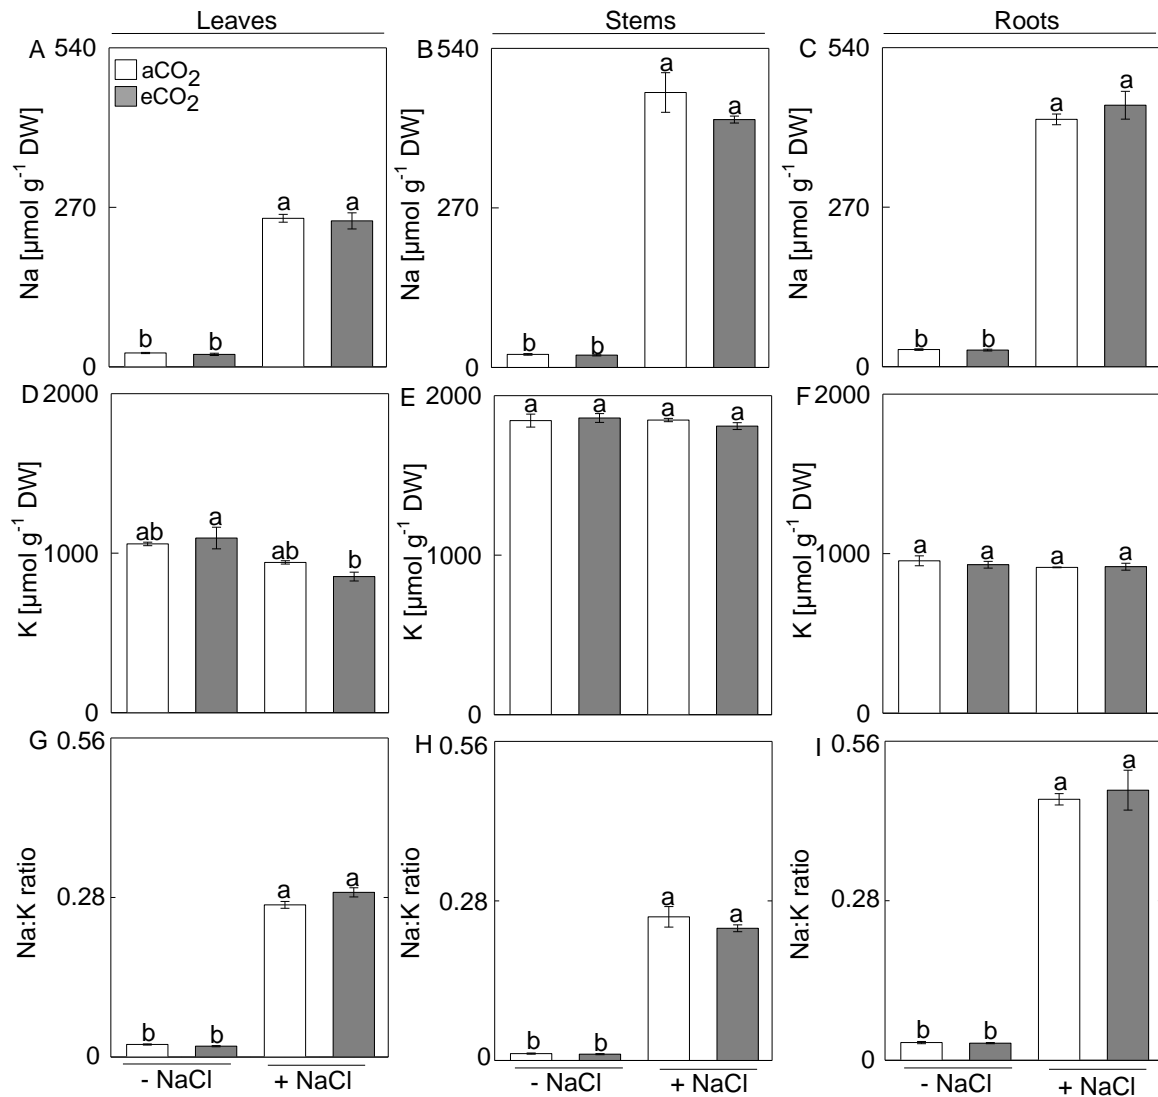 Leaves Stems Roots
A 540 B 540 C 540
aCO2
eCO2
a a a a a a
Na [µmol g-1 DW] Na [µmol g-1 DW] Na [µmol g-1 DW]
270 270 270
b b b b b b
0 0 0
D 2000 E 2000 F 2000
a a a a
ab a ab b a a a a
K [µmol g-1 DW] K [µmol g-1 DW] K [µmol g-1 DW]
1000 1000 1000
0 0 0
G 0.56 H 0.56 I 0.56
a a a a a a
Na:K ratio Na:K ratio Na:K ratio
0.28 0.28 0.28
b b b b b b
0 0 0
- NaCl + NaCl - NaCl + NaCl - NaCl + NaCl